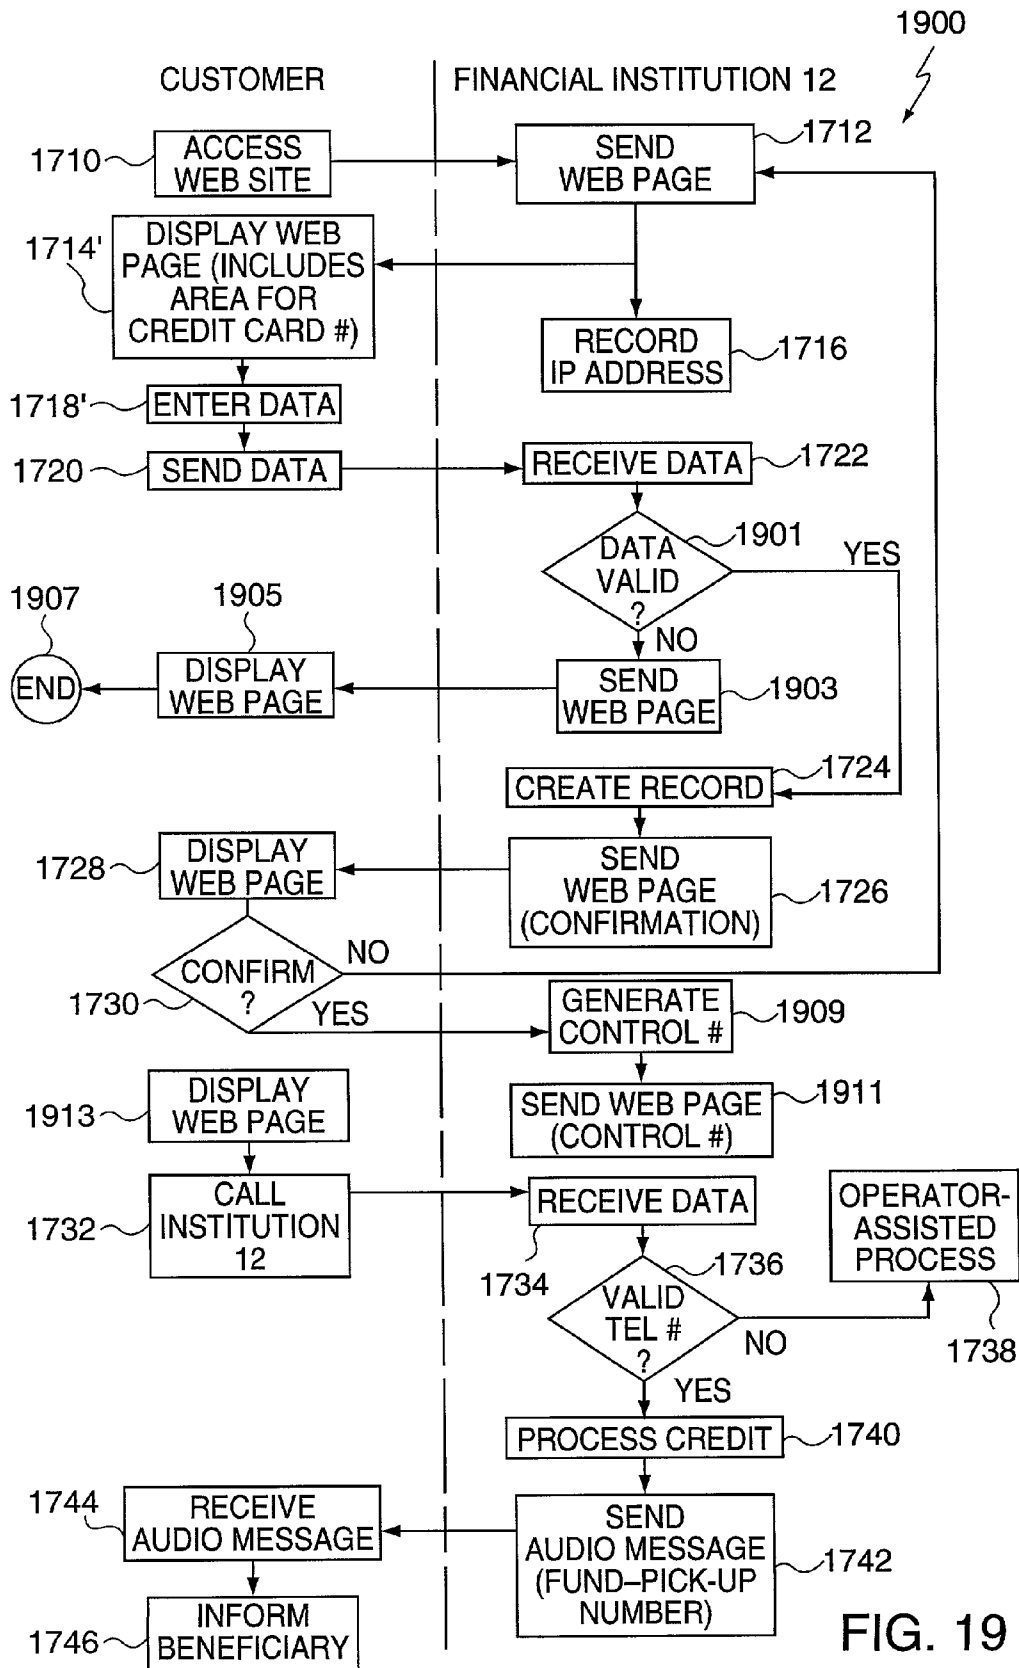 1900
CUSTOMER
FINANCIAL INSTITUTION 12
1710
ACCESS
WEB SITE
SEND
WEB PAGE
1712
1714'
DISPLAY WEB
PAGE (INCLUDES
AREA FOR
CREDIT CARD #)
RECORD
IP ADDRESS
1716
1718'
ENTER DATA
1720
SEND DATA
RECEIVE DATA
1722
DATA
VALID
?
1901
YES
NO
1907
END
1905
DISPLAY
WEB PAGE
SEND
WEB PAGE
1903
CREATE RECORD
1724
1728
DISPLAY
WEB PAGE
SEND
WEB PAGE
(CONFIRMATION)
1726
CONFIRM
?
1730
NO
YES
GENERATE
CONTROL #
1909
1913
DISPLAY
WEB PAGE
SEND WEB PAGE
(CONTROL #)
1911
1732
CALL
INSTITUTION
12
RECEIVE DATA
1734
OPERATOR-
ASSISTED
PROCESS
1738
VALID
TEL #
?
1736
NO
YES
PROCESS CREDIT
1740
1744
RECEIVE
AUDIO MESSAGE
SEND
AUDIO MESSAGE
(FUND–PICK-UP
NUMBER)
1742
1746
INFORM
BENEFICIARY
FIG. 19